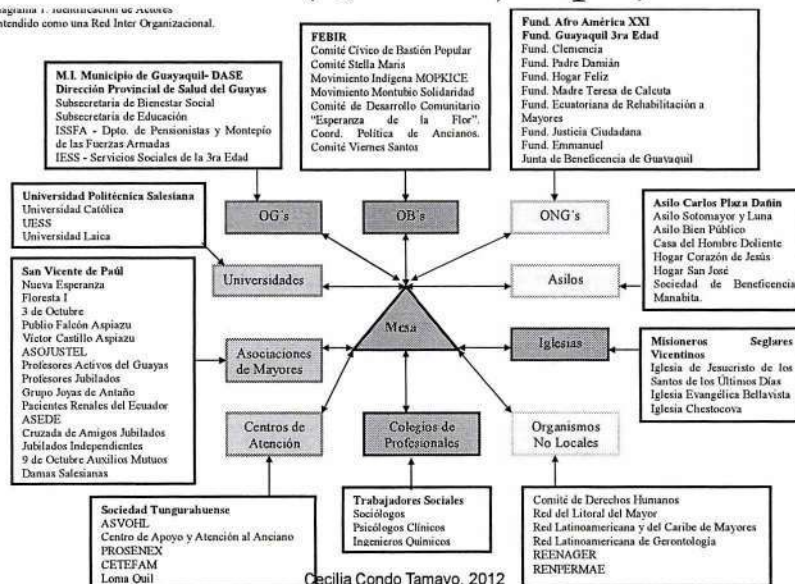 Diagrama 1. Identificación de Actores
ntendido como una Red Inter Organizacional.
M.I. Municipio de Guayaquil- DASE
Dirección Provincial de Salud del Guayas
Subsecretaria de Bienestar Social
Subsecretaria de Educación
ISSFA - Dpto. de Pensionistas y Montepío
de las Fuerzas Armadas
IESS - Servicios Sociales de la 3ra Edad
FEBIR
Comité Cívico de Bastión Popular
Comité Stella Maris
Movimiento Indígena MOPKICE
Movimiento Montubio Solidaridad
Comité de Desarrollo Comunitario
"Esperanza de la Flor".
Coord. Política de Ancianos.
Comité Viernes Santos
Fund. Afro América XXI
Fund. Guayaquil 3ra Edad
Fund. Clemencia
Fund. Padre Damián
Fund. Hogar Feliz
Fund. Madre Teresa de Calcuta
Fund. Ecuatoriana de Rehabilitación a
Mayores
Fund. Justicia Ciudadana
Fund. Emmanuel
Junta de Beneficencia de Guayaquil
Universidad Politécnica Salesiana
Universidad Católica
UESS
Universidad Laica
OG's
OB's
ONG's
Asilo Carlos Plaza Dañín
Asilo Sotomayor y Luna
Asilo Bien Público
Casa del Hombre Doliente
Hogar Corazón de Jesús
Hogar San José
Sociedad de Beneficencia
Manabita.
Universidades
Asilos
San Vicente de Paúl
Nueva Esperanza
Floresta I
3 de Octubre
Publio Falcón Aspiazu
Víctor Castillo Aspiazu
ASOJUSTEL
Profesores Activos del Guayas
Profesores Jubilados
Grupo Joyas de Antaño
Pacientes Renales del Ecuador
ASEDE
Cruzada de Amigos Jubilados
Jubilados Independientes
9 de Octubre Auxilios Mutuos
Damas Salesianas
Mesa
Asociaciones
de Mayores
Iglesias
Misioneros Seglares
Vicentinos
Iglesia de Jesucristo de los
Santos de los Últimos Días
Iglesia Evangélica Bellavista
Iglesia Chestocova
Centros de
Atención
Colegios de
Profesionales
Organismos
No Locales
Sociedad Tungurahuense
ASVOHL
Centro de Apoyo y Atención al Anciano
PROSENEX
CETEFAM
Loma Quil
Trabajadores Sociales
Sociólogos
Psicólogos Clínicos
Ingenieros Químicos
Comité de Derechos Humanos
Red del Litoral del Mayor
Red Latinoamericana y del Caribe de Mayores
Red Latinoamericana de Gerontología
REENAGER
RENPERMAE
Cecilia Condo Tamayo, 2012